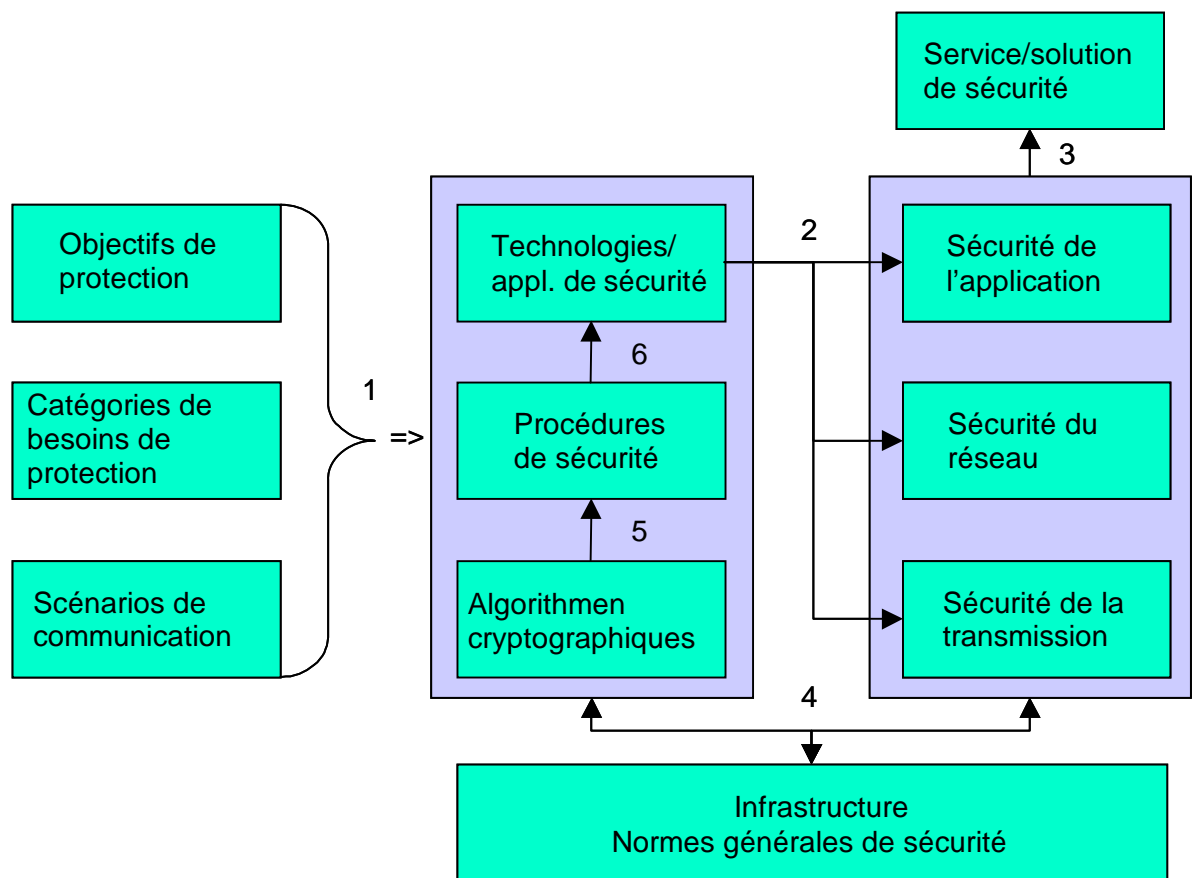 Service/solution
de sécurité
3
Objectifs de
protection
Technologies/
appl. de sécurité
2
Sécurité de
l’application
6
Catégories de
besoins de
protection
1
=>
Procédures
de sécurité
Sécurité du
réseau
5
Scénarios de
communication
Algorithmen
cryptographiques
Sécurité de la
transmission
4
Infrastructure
Normes générales de sécurité